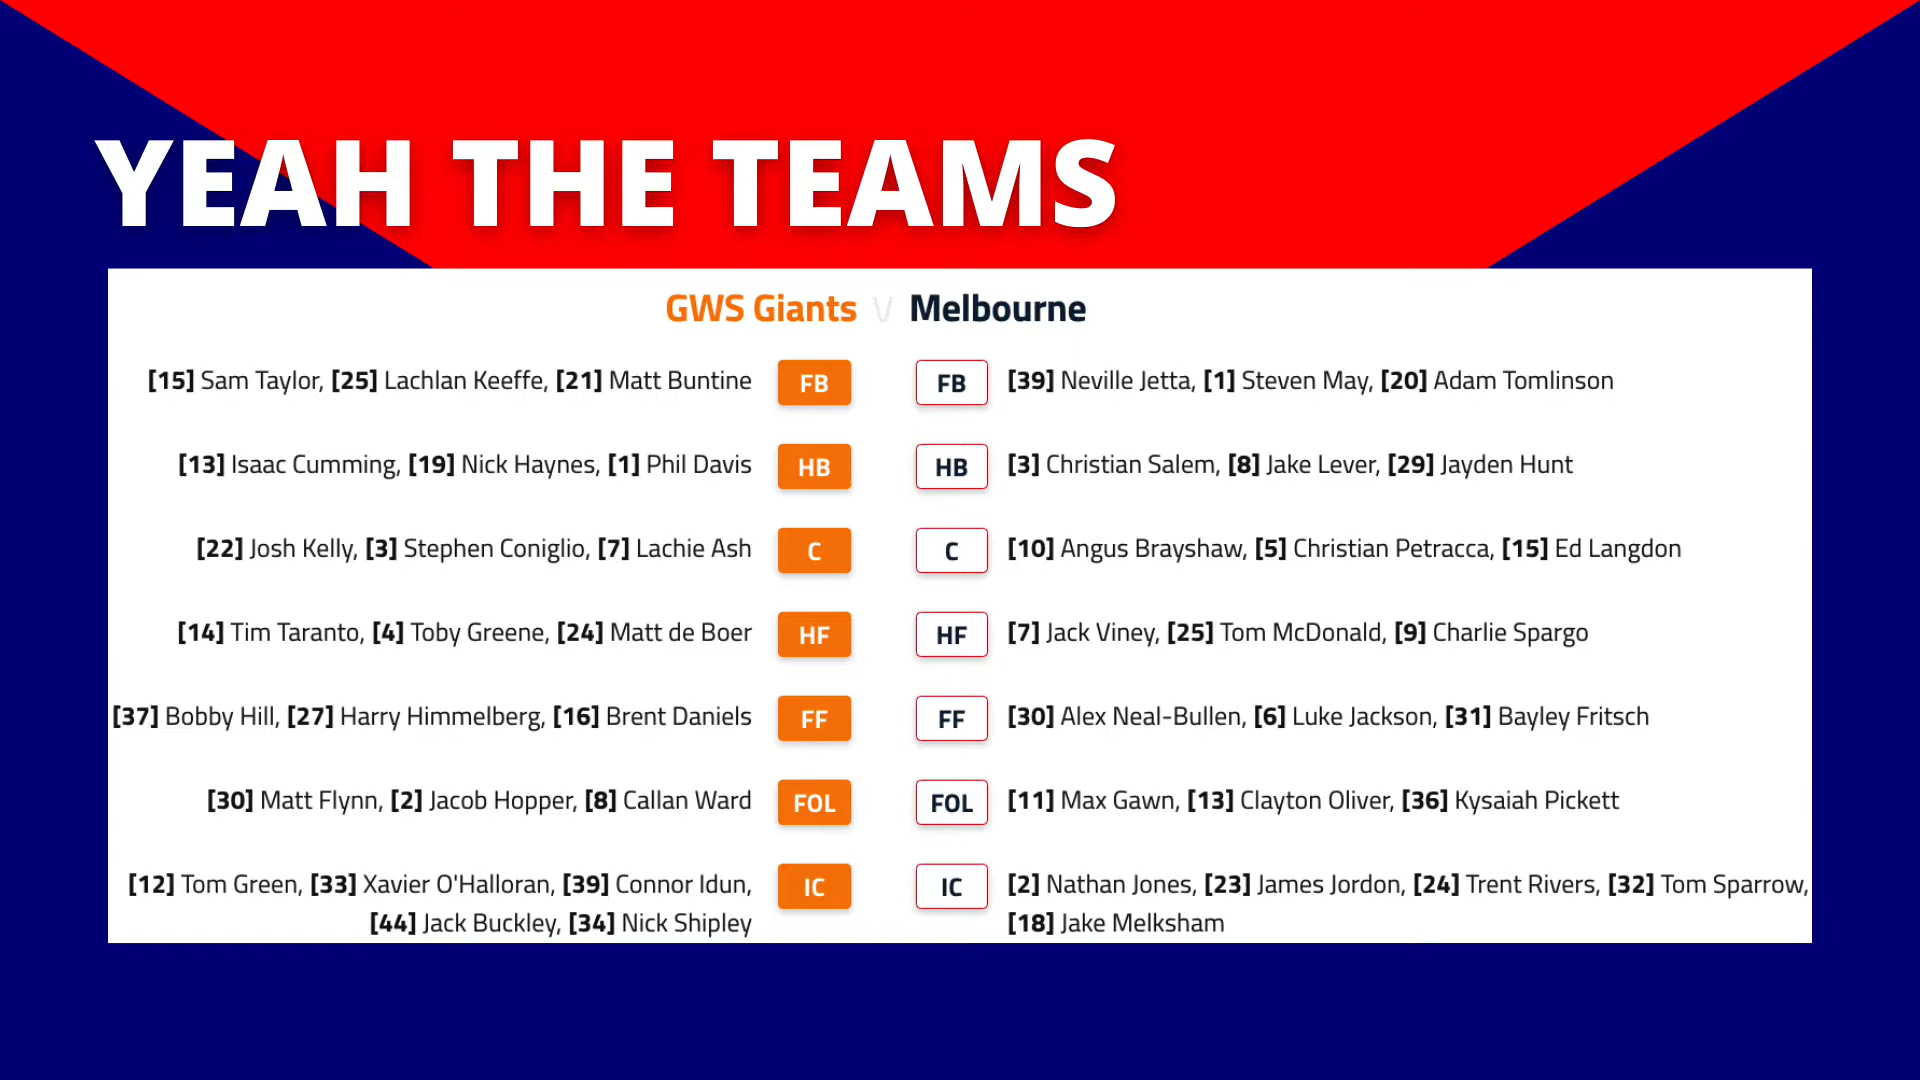 YEAH THE TEAMS
GWS Giants V Melbourne
[15] Sam Taylor, [25] Lachlan Keeffe, [21] Matt Buntine FB FB [39] Neville Jetta, [1] Steven May, [20] Adam Tomlinson
[13] Isaac Cumming, [19] Nick Haynes, [1] Phil Davis HB HB [3] Christian Salem, [8] Jake Lever, [29] Jayden Hunt
[22] Josh Kelly, [3] Stephen Coniglio, [7] Lachie Ash C C [10] Angus Brayshaw, [5] Christian Petracca, [15] Ed Langdon
[14] Tim Taranto, [4] Toby Greene, [24] Matt de Boer HF HF [7] Jack Viney, [25] Tom McDonald, [9] Charlie Spargo
[37] Bobby Hill, [27] Harry Himmelberg, [16] Brent Daniels FF FF [30] Alex Neal-Bullen, [6] Luke Jackson, [31] Bayley Fritsch
[30] Matt Flynn, [2] Jacob Hopper, [8] Callan Ward FOL FOL [11] Max Gawn, [13] Clayton Oliver, [36] Kysaiah Pickett
[12] Tom Green, [33] Xavier O'Halloran, [39] Connor Idun, IC IC [2] Nathan Jones, [23] James Jordon, [24] Trent Rivers, [32] Tom Sparrow,
[44] Jack Buckley, [34] Nick Shipley [18] Jake Melksham